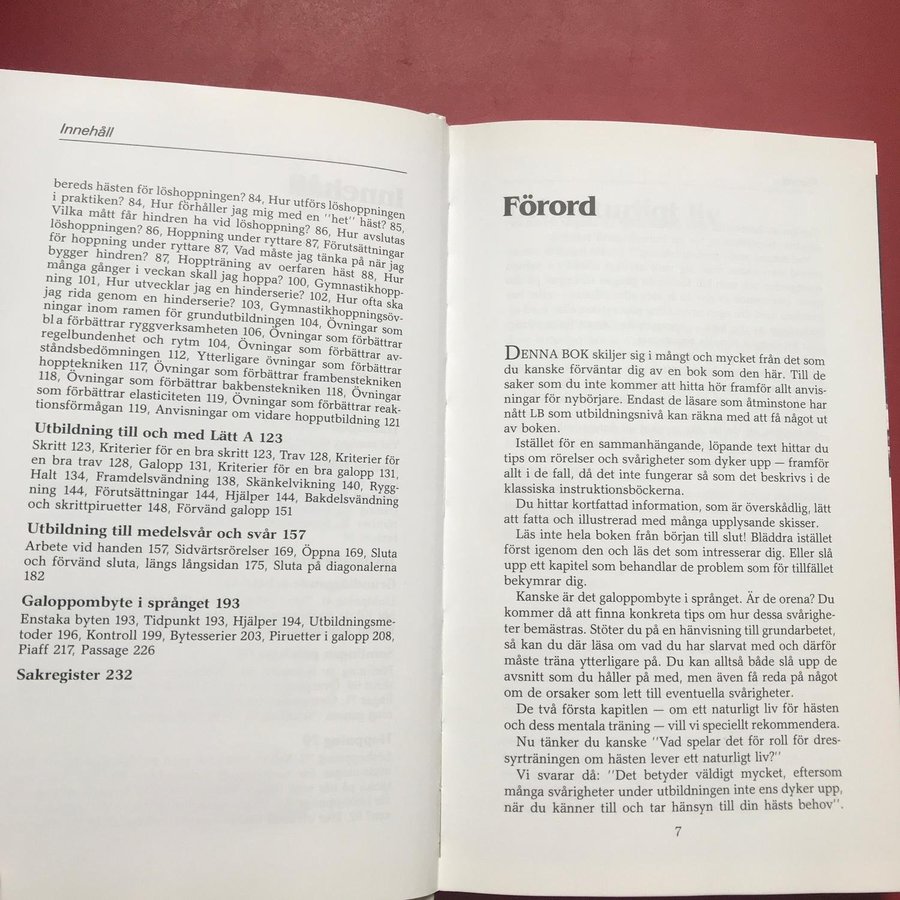 Innehåll
bereds hästen för löshoppningen? 84, Hur utförs löshoppningen
i praktiken? 84, Hur förhåller jag mig med en "het" häst? 85,
Vilka mått får hindren ha vid löshoppning? 86, Hur avslutas
löshoppningen? 86, Hoppning under ryttare 87, Förutsättningar
för hoppning under ryttare 87, Vad måste jag tänka på när jag
bygger hindren? 87, Hoppträning av oerfaren häst 88, Hur
många gånger i veckan skall jag hoppa? 100, Gymnastikhopp-
ning 101, Hur utvecklar jag en hinderserie? 102, Hur ofta ska
jag rida genom en hinderserie? 103, Gymnastikhoppningsöv-
ningar inom ramen för grundutbildningen 104, Övningar som
bl a förbättrar ryggverksamheten 106, Övningar som förbättrar
regelbundenhet och rytm 104, Övningar som förbättrar av-
ståndsbedömningen 112, Ytterligare övningar som förbättrar
hopptekniken 117, Övningar som förbättrar frambenstekniken
118, Övningar som förbättrar bakbenstekniken 118, Övningar
som förbättrar elasticiteten 119, Övningar som förbättrar reak-
tionsförmågan 119, Anvisningar om vidare hopputbildning 121
Utbildning till och med Lätt A 123
Skritt 123, Kriterier för en bra skritt 123, Trav 128, Kriterier för
en bra trav 128, Galopp 131, Kriterier för en bra galopp 131,
Halt 134, Framdelsvändning 138, Skänkelvikning 140, Rygg-
ning 144, Förutsättningar 144, Hjälper 144, Bakdelsvändning
och skrittpiruetter 148, Förvänd galopp 151
Utbildning till medelsvår och svår 157
Arbete vid handen 157, Sidvärtsrörelser 169, Öppna 169, Sluta
och förvänd sluta, längs långsidan 175, Sluta på diagonalerna
182
Galoppombyte i språnget 193
Enstaka byten 193, Tidpunkt 193, Hjälper 194, Utbildningsme-
toder 196, Kontroll 199, Bytesserier 203, Piruetter i galopp 208,
Piaff 217, Passage 226
Sakregister 232
Förord
DENNA BOK skiljer sig i mångt och mycket från det som
du kanske förväntar dig av en bok som den här. Till de
saker som du inte kommer att hitta hör framför allt anvis-
ningar för nybörjare. Endast de läsare som åtminstone har
nått LB som utbildningsnivå kan räkna med att få något ut
av boken.
Istället för en sammanhängande, löpande text hittar du
tips om rörelser och svårigheter som dyker upp — framför
allt i de fall, då det inte fungerar så som det beskrivs i de
klassiska instruktionsböckerna.
Du hittar kortfattad information, som är överskådlig, lätt
att fatta och illustrerad med många upplysande skisser.
Läs inte hela boken från början till slut! Bläddra istället
först igenom den och läs det som intresserar dig. Eller slå
upp ett kapitel som behandlar de problem som för tillfället
bekymrar dig.
Kanske är det galoppombyte i språnget. Är de orena? Du
kommer då att finna konkreta tips om hur dessa svårighe-
ter bemästras. Stöter du på en hänvisning till grundarbetet,
så kan du där läsa om vad du har slarvat med och därför
måste träna ytterligare på. Du kan alltså både slå upp de
avsnitt som du håller på med, men även få reda på något
om de orsaker som lett till eventuella svårigheter.
De två första kapitlen — om ett naturligt liv för hästen
och dess mentala träning — vill vi speciellt rekommendera.
Nu tänker du kanske "Vad spelar det för roll för dres-
syrträningen om hästen lever ett naturligt liv?"
Vi svarar då: "Det betyder väldigt mycket, eftersom
många svårigheter under utbildningen inte ens dyker upp,
när du känner till och tar hänsyn till din hästs behov".
7